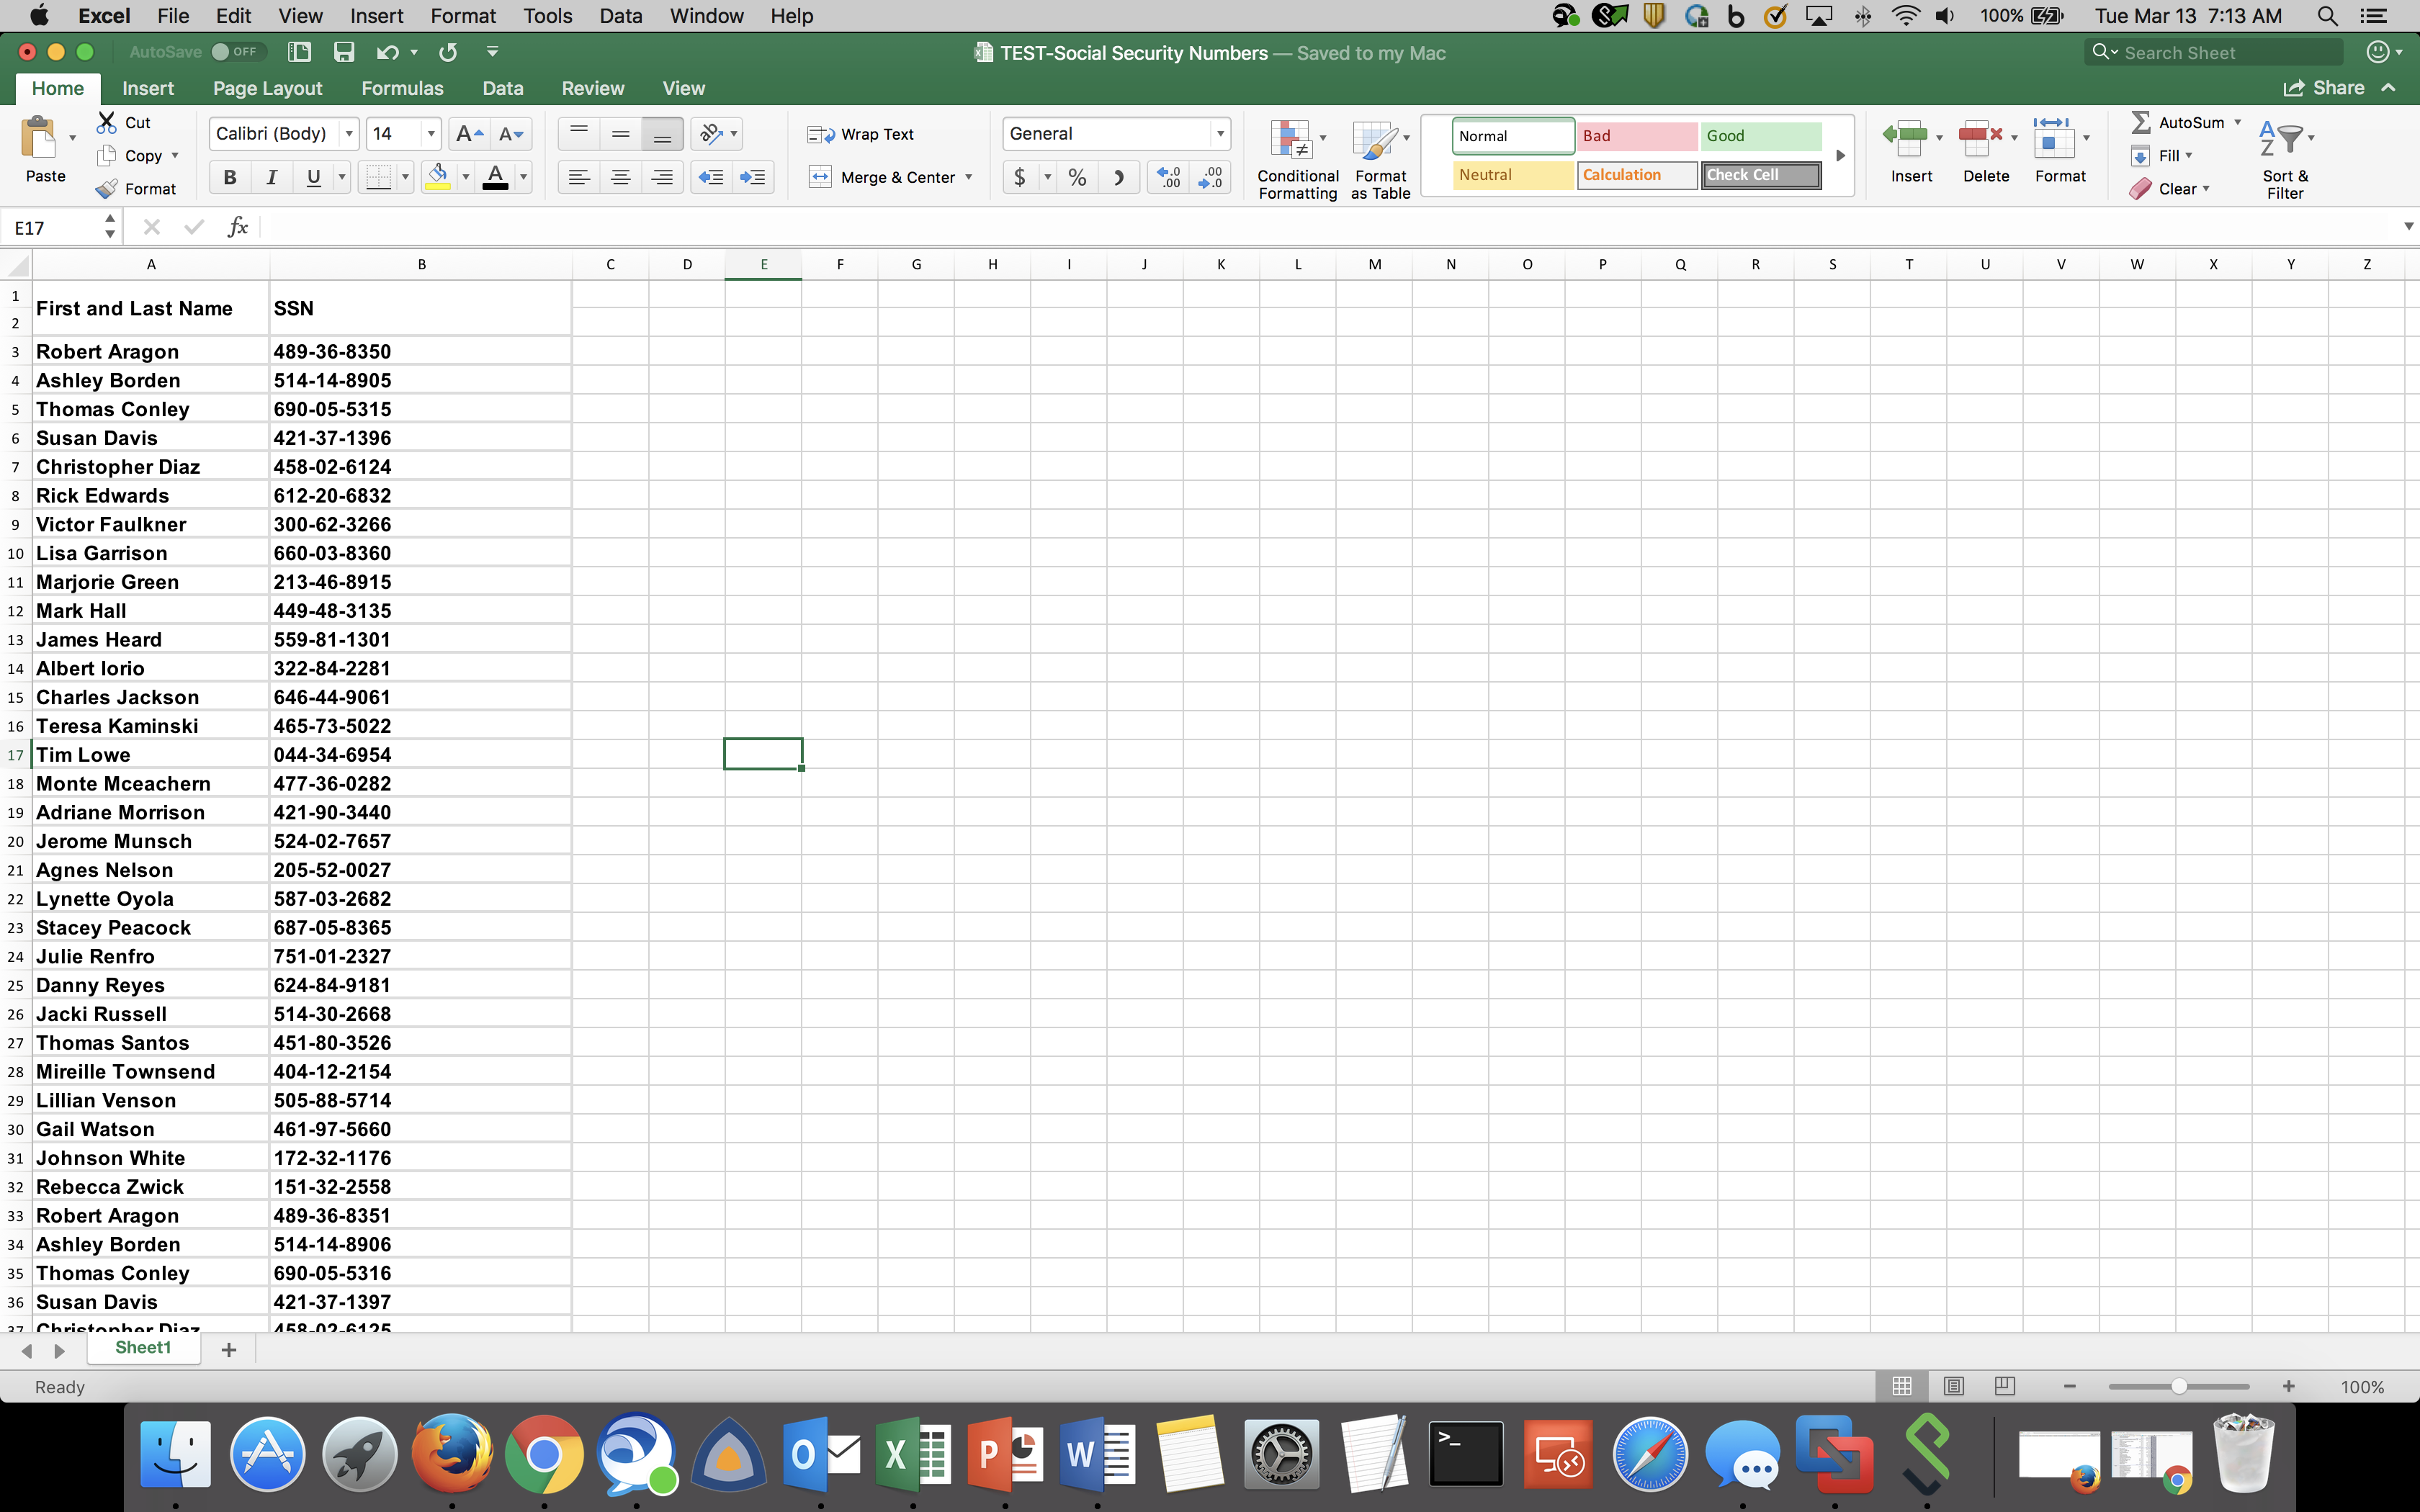 Excel File Edit View Insert Format Tools Data Window Help 100% Tue Mar 13 7:13 AM
AutoSave OFF TEST-Social Security Numbers — Saved to my Mac Search Sheet
Home Insert Page Layout Formulas Data Review View Share
Paste Cut Copy Format
Calibri (Body) 14 A A
B I U A
Wrap Text
Merge & Center
General
$ % .0 .00 .00 .0
Conditional Formatting Format as Table
Normal Bad Good
Neutral Calculation Check Cell
Insert Delete Format
AutoSum Fill Clear
A Z Sort & Filter
E17 fx
A B C D E F G H I J K L M N O P Q R S T U V W X Y Z
1
2 First and Last Name SSN
3 Robert Aragon 489-36-8350
4 Ashley Borden 514-14-8905
5 Thomas Conley 690-05-5315
6 Susan Davis 421-37-1396
7 Christopher Diaz 458-02-6124
8 Rick Edwards 612-20-6832
9 Victor Faulkner 300-62-3266
10 Lisa Garrison 660-03-8360
11 Marjorie Green 213-46-8915
12 Mark Hall 449-48-3135
13 James Heard 559-81-1301
14 Albert Iorio 322-84-2281
15 Charles Jackson 646-44-9061
16 Teresa Kaminski 465-73-5022
17 Tim Lowe 044-34-6954
18 Monte Mceachern 477-36-0282
19 Adriane Morrison 421-90-3440
20 Jerome Munsch 524-02-7657
21 Agnes Nelson 205-52-0027
22 Lynette Oyola 587-03-2682
23 Stacey Peacock 687-05-8365
24 Julie Renfro 751-01-2327
25 Danny Reyes 624-84-9181
26 Jacki Russell 514-30-2668
27 Thomas Santos 451-80-3526
28 Mireille Townsend 404-12-2154
29 Lillian Venson 505-88-5714
30 Gail Watson 461-97-5660
31 Johnson White 172-32-1176
32 Rebecca Zwick 151-32-2558
33 Robert Aragon 489-36-8351
34 Ashley Borden 514-14-8906
35 Thomas Conley 690-05-5316
36 Susan Davis 421-37-1397
37 Christopher Diaz 458-02-6125
Sheet1 +
Ready 100%